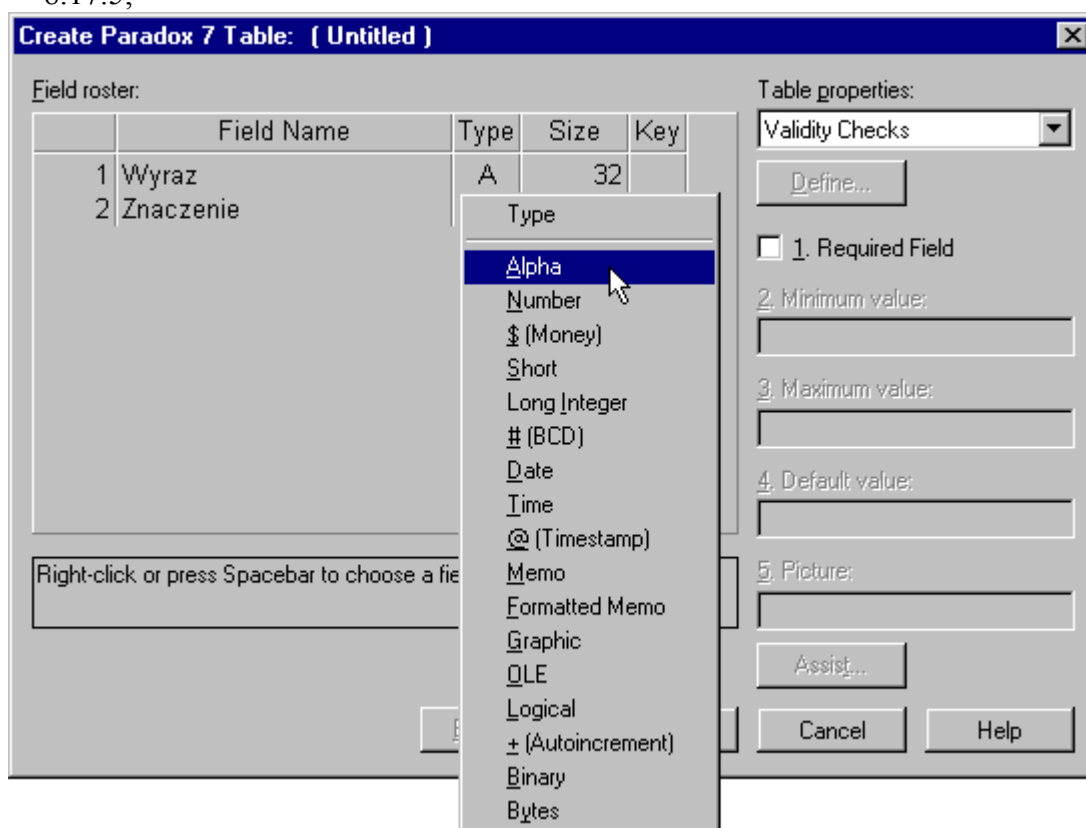 6.17.5;
Create Paradox 7 Table: ( Untitled )
Field roster:
Field Name Type Size Key
1 Wyraz A 32
2 Znaczenie
Type
Alpha
Number
$ (Money)
Short
Long Integer
# (BCD)
Date
Time
@ (Timestamp)
Memo
Formatted Memo
Graphic
OLE
Logical
+ (Autoincrement)
Binary
Bytes
Right-click or press Spacebar to choose a fie
Table properties:
Validity Checks
Define...
1. Required Field
2. Minimum value:
3. Maximum value:
4. Default value:
5. Picture:
Assist...
Cancel Help